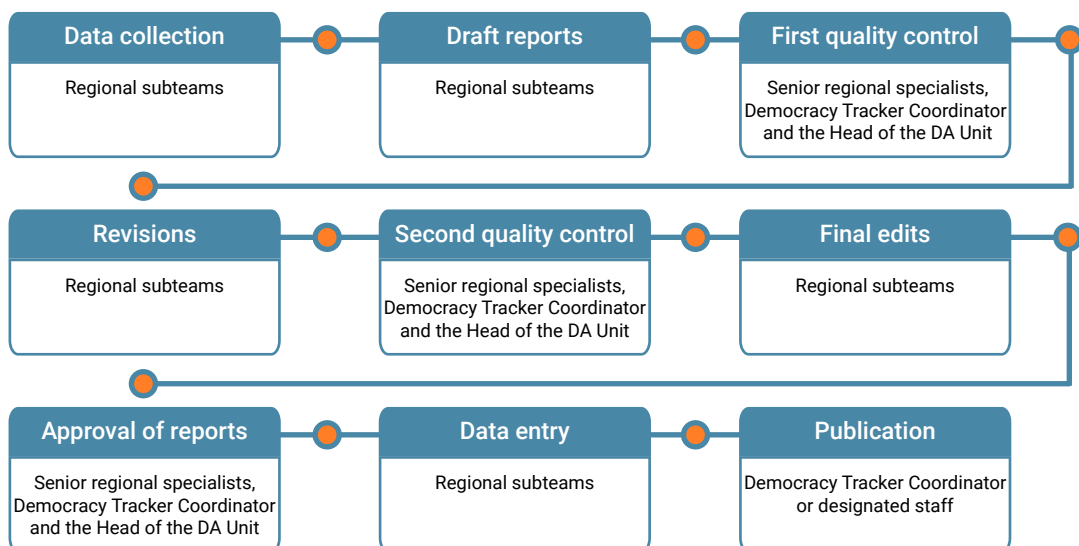 Data collection
Regional subteams
Draft reports
Regional subteams
First quality control
Senior regional specialists,
Democracy Tracker Coordinator
and the Head of the DA Unit
Revisions
Regional subteams
Second quality control
Senior regional specialists,
Democracy Tracker Coordinator
and the Head of the DA Unit
Final edits
Regional subteams
Approval of reports
Senior regional specialists,
Democracy Tracker Coordinator
and the Head of the DA Unit
Data entry
Regional subteams
Publication
Democracy Tracker Coordinator
or designated staff